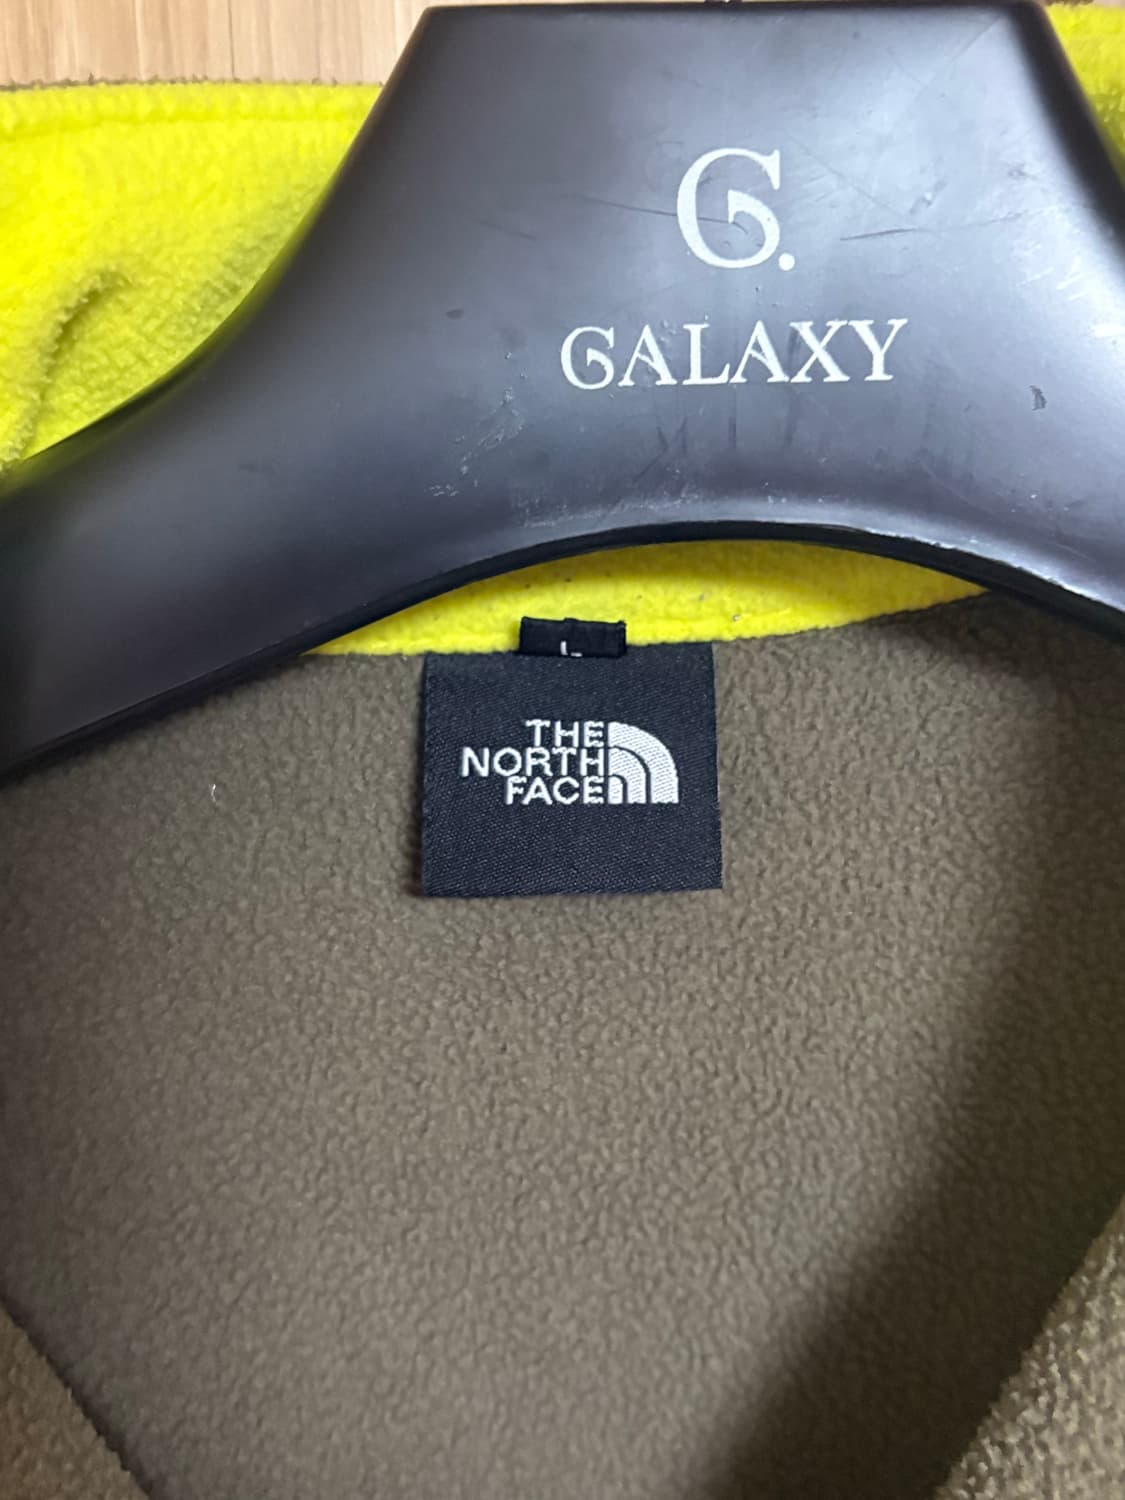 G.
GALAXY
L
THE
NORTH
FACE